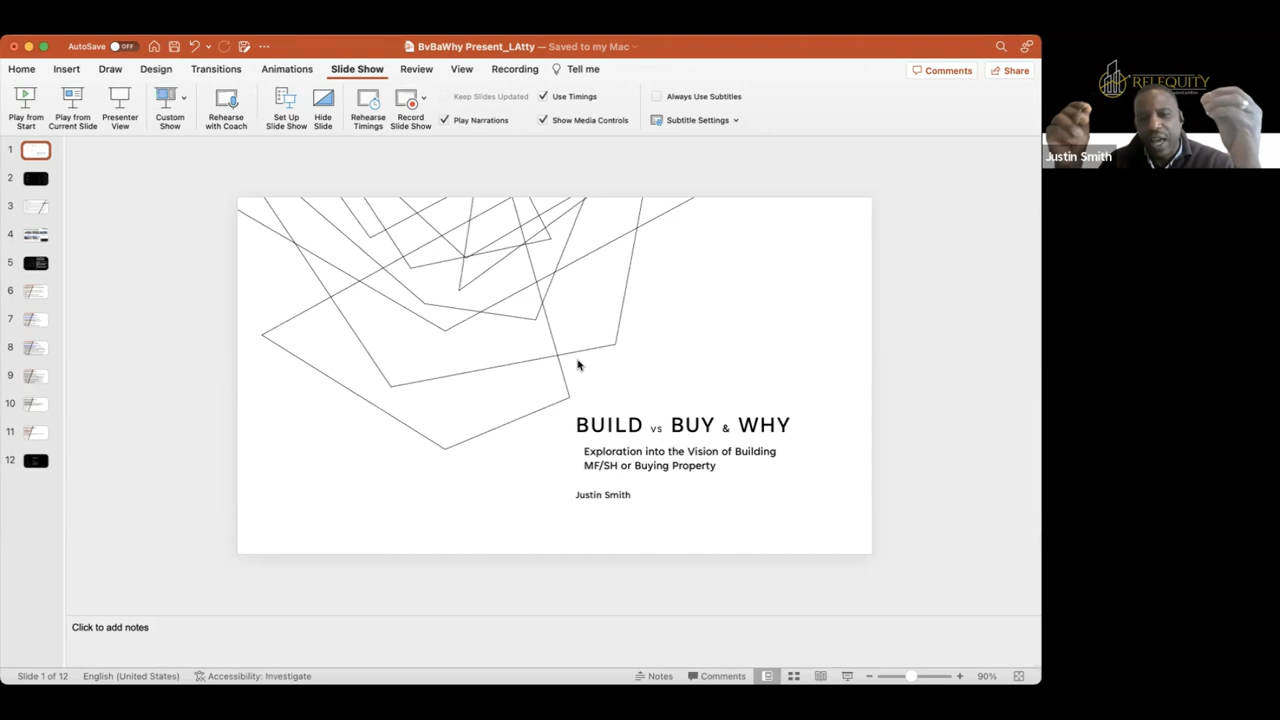 AutoSave OFF
BvBaWhy Present_LAtty — Saved to my Mac
Home Insert Draw Design Transitions Animations Slide Show Review View Recording Tell me
Comments Share
Play from Start
Play from Current Slide
Presenter View
Custom Show
Rehearse with Coach
Set Up Slide Show
Hide Slide
Rehearse Timings
Record Slide Show
Keep Slides Updated
Use Timings
Play Narrations
Show Media Controls
Always Use Subtitles
Subtitle Settings
RELEQUITY
Justin Smith
1
2
3
4
5
6
7
8
9
10
11
12
BUILD vs BUY & WHY
Exploration into the Vision of Building
MF/SH or Buying Property
Justin Smith
Click to add notes
Slide 1 of 12 English (United States) Accessibility: Investigate Notes Comments 90%